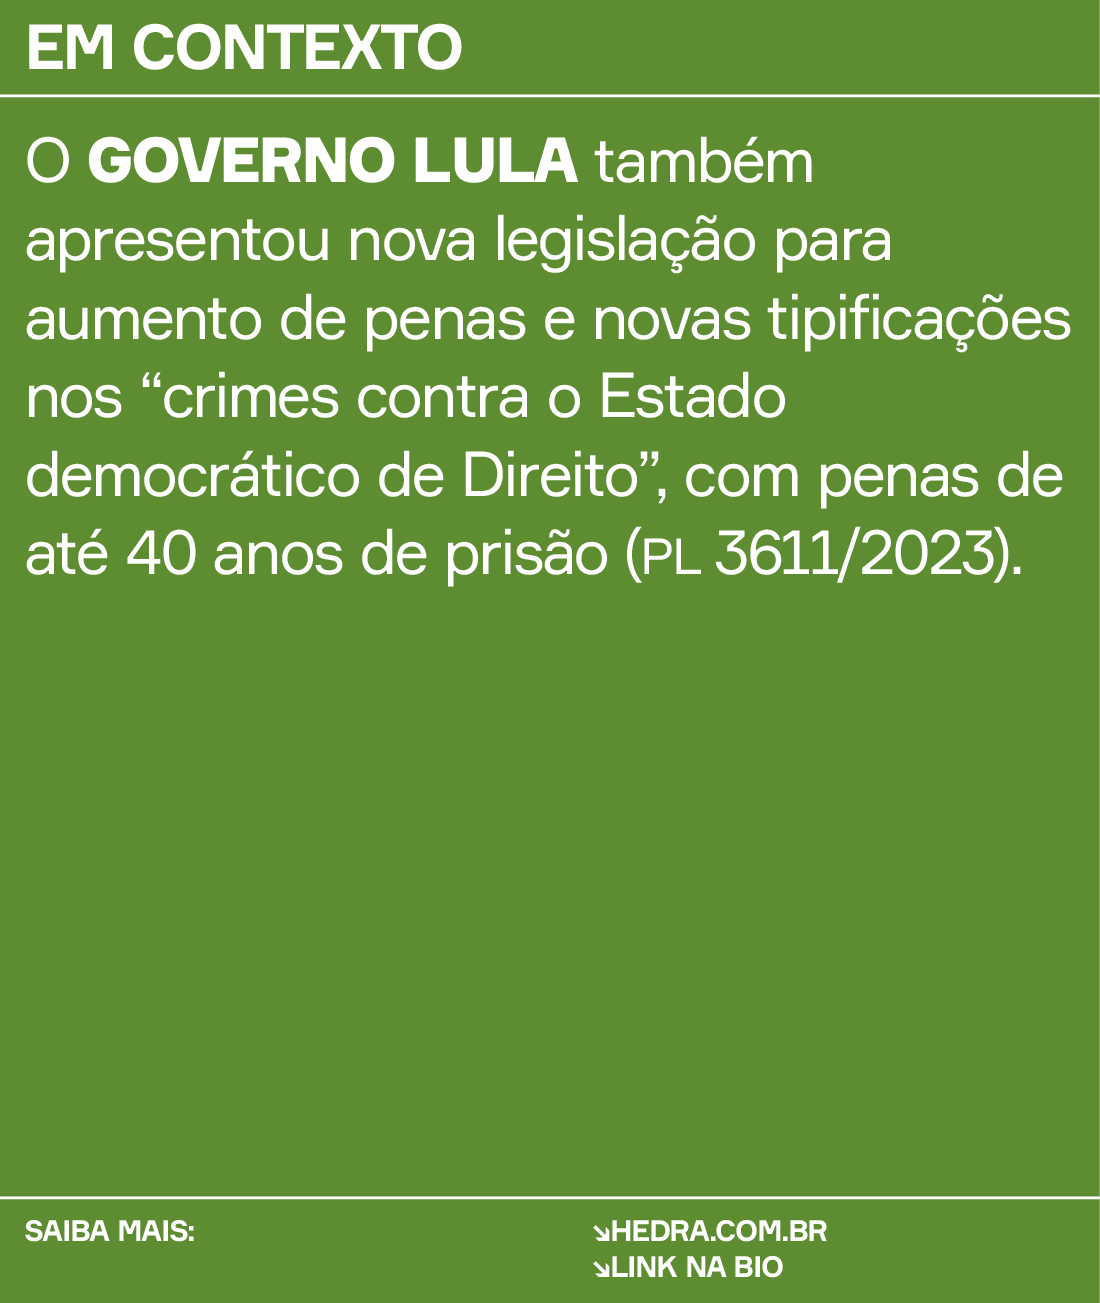 EM CONTEXTO
O GOVERNO LULA também
apresentou nova legislação para
aumento de penas e novas tipificações
nos “crimes contra o Estado
democrático de Direito”, com penas de
até 40 anos de prisão (PL 3611/2023).
SAIBA MAIS:
↘HEDRA.COM.BR
↘LINK NA BIO